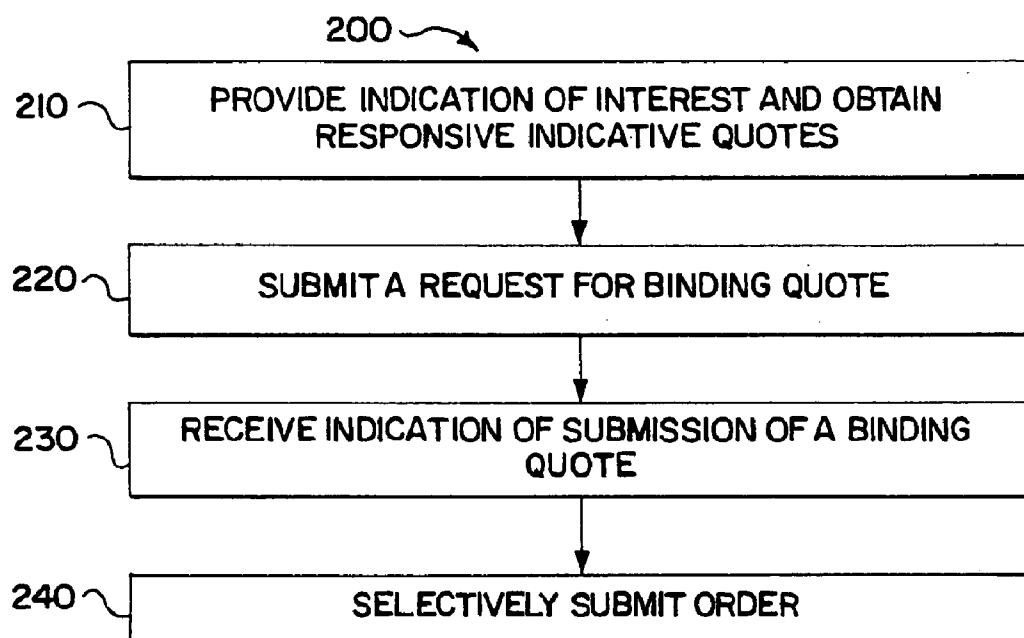 200
210
PROVIDE INDICATION OF INTEREST AND OBTAIN
RESPONSIVE INDICATIVE QUOTES
220
SUBMIT A REQUEST FOR BINDING QUOTE
230
RECEIVE INDICATION OF SUBMISSION OF A BINDING
QUOTE
240
SELECTIVELY SUBMIT ORDER